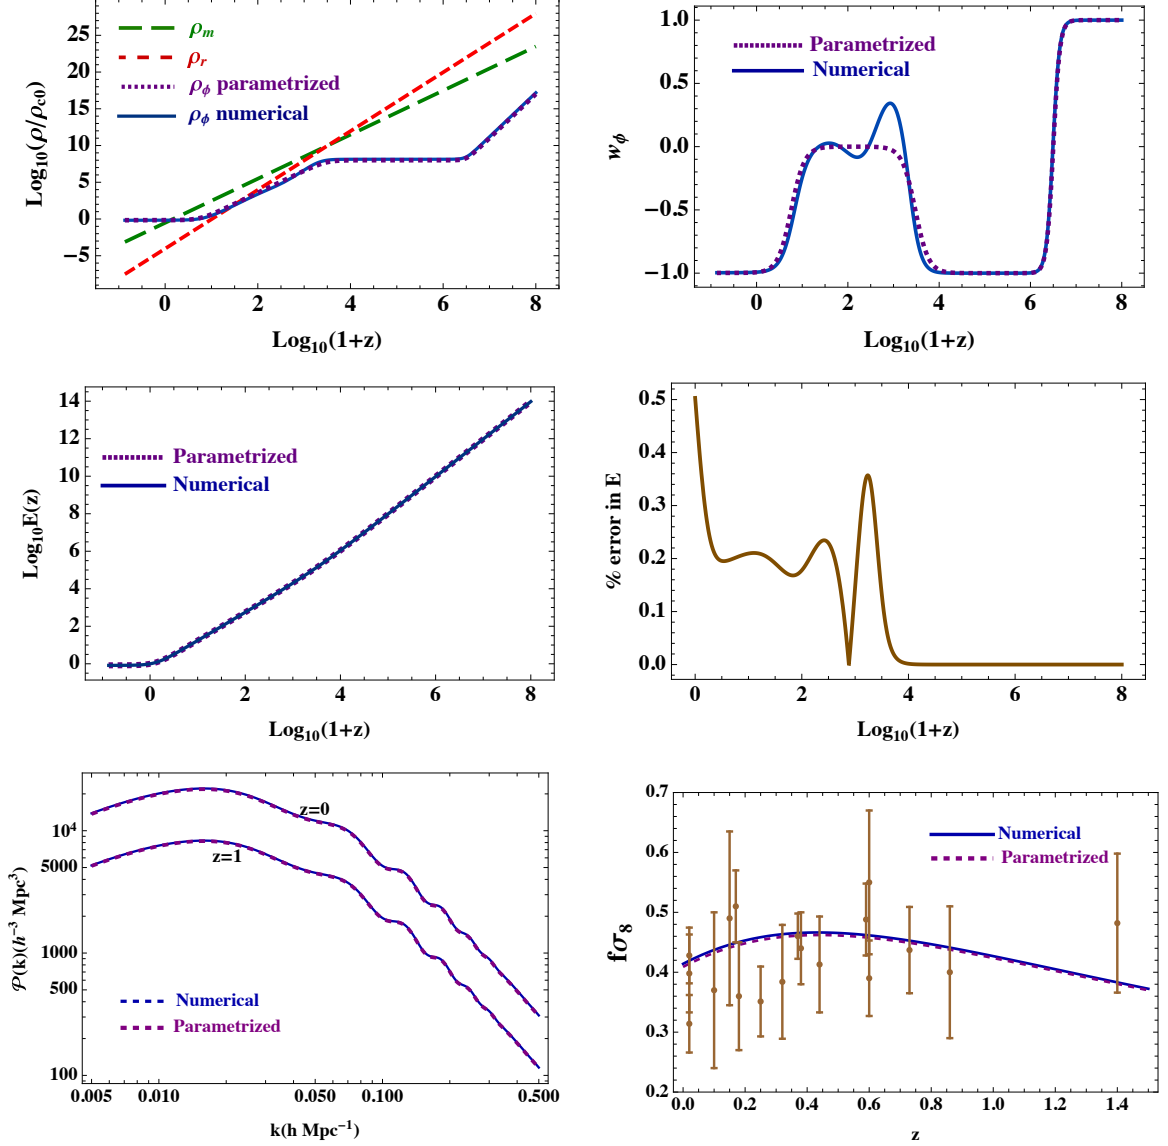 ρm
ρr
ρϕ parametrized
ρϕ numerical
25
20
15
10
5
0
−5
0
2
4
6
8
Log10(ρ/ρc0)
Log10(1+z)
Parametrized
Numerical
1.0
0.5
0.0
−0.5
−1.0
0
2
4
6
8
wϕ
Log10(1+z)
Parametrized
Numerical
14
12
10
8
6
4
2
0
0
2
4
6
8
Log10E(z)
Log10(1+z)
0.5
0.4
0.3
0.2
0.1
0.0
0
2
4
6
8
% error in E
Log10(1+z)
z=0
z=1
Numerical
Parametrized
10^4
5000
1000
500
100
0.005
0.010
0.050
0.100
0.500
𝒫(k)(h^−3 Mpc^3)
k(h Mpc^−1)
Numerical
Parametrized
0.7
0.6
0.5
0.4
0.3
0.2
0.0
0.2
0.4
0.6
0.8
1.0
1.2
1.4
fσ8
z